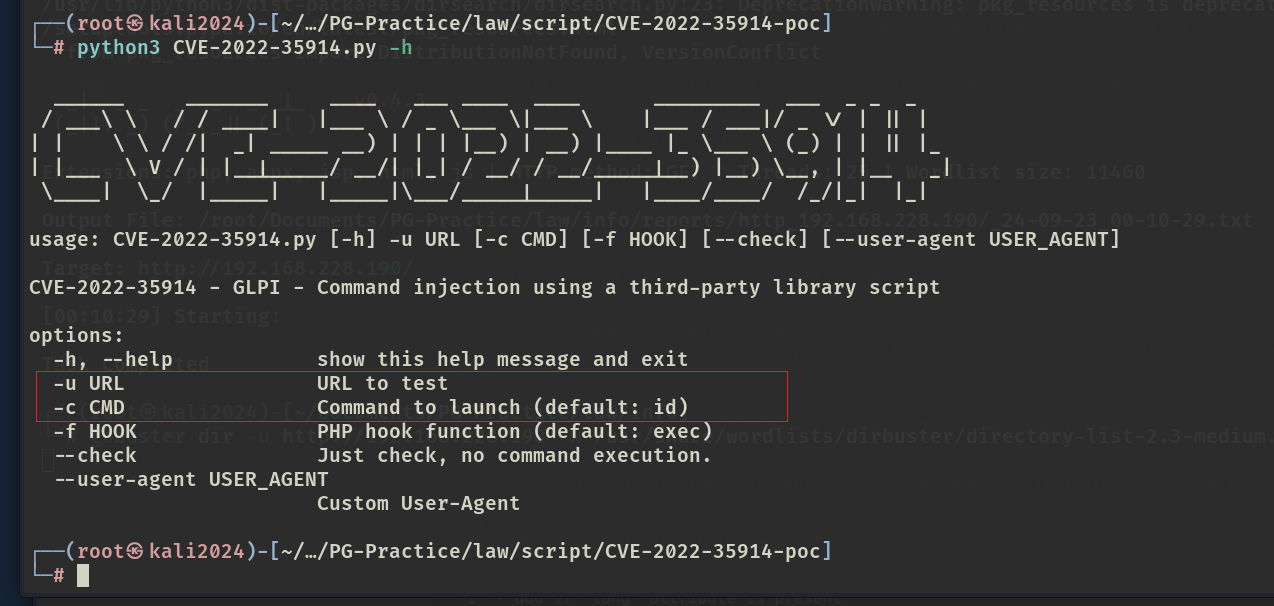 ┌──(root㉿kali2024)-[~/…/PG-Practice/law/script/CVE-2022-35914-poc]
└─# python3 CVE-2022-35914.py -h
CVE-2022-35914
usage: CVE-2022-35914.py [-h] -u URL [-c CMD] [-f HOOK] [--check] [--user-agent USER_AGENT]
CVE-2022-35914 - GLPI - Command injection using a third-party library script
options:
-h, --help show this help message and exit
-u URL URL to test
-c CMD Command to launch (default: id)
-f HOOK PHP hook function (default: exec)
--check Just check, no command execution.
--user-agent USER_AGENT
Custom User-Agent
┌──(root㉿kali2024)-[~/…/PG-Practice/law/script/CVE-2022-35914-poc]
└─#